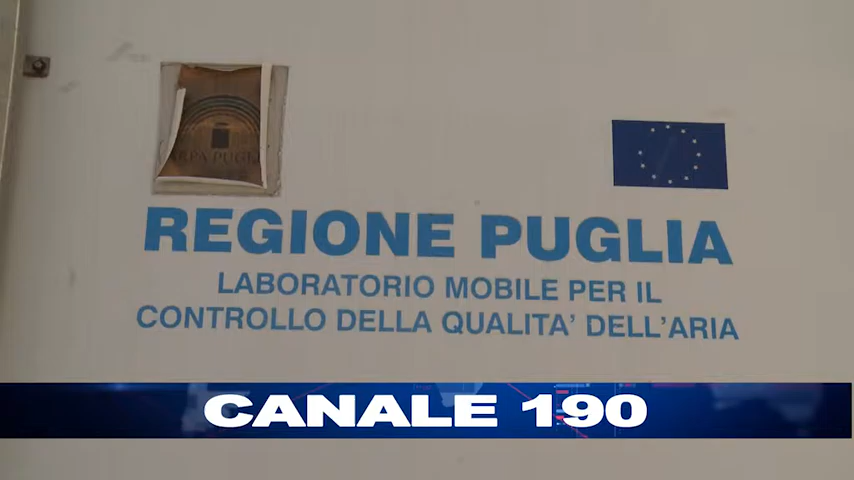 ARPA PUGLIA
REGIONE PUGLIA
LABORATORIO MOBILE PER IL
CONTROLLO DELLA QUALITA' DELL'ARIA
CANALE 190